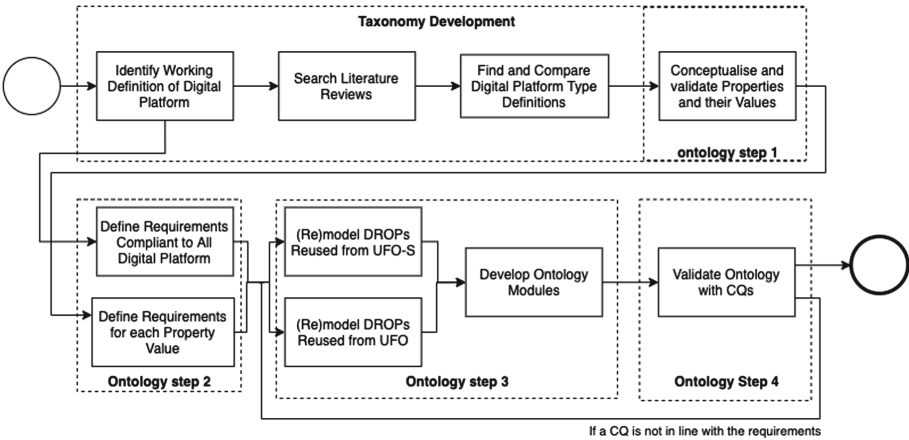 Taxonomy Development
Identify Working
Definition of Digital
Platform
Search Literature
Reviews
Find and Compare
Digital Platform Type
Definitions
Conceptualise and
validate Properties
and their Values
ontology step 1
Define Requirements
Compliant to All
Digital Platform
Define Requirements
for each Property
Value
Ontology step 2
(Re)model DROPs
Reused from UFO-S
(Re)model DROPs
Reused from UFO
Develop Ontology
Modules
Ontology step 3
Validate Ontology
with CQs
Ontology Step 4
If a CQ is not in line with the requirements